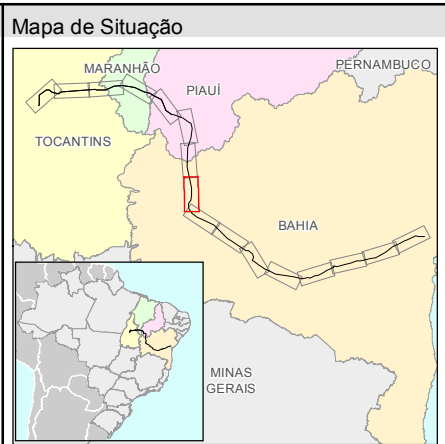 Mapa de Situação
MARANHÃO
PERNAMBUCO
PIAUÍ
TOCANTINS
BAHIA
MINAS
GERAIS